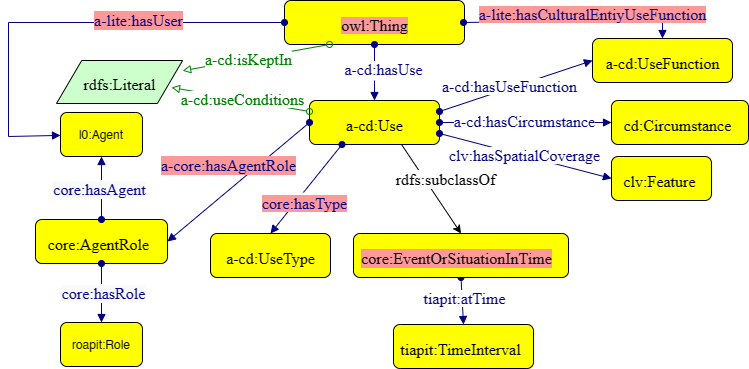 a-lite:hasUser
owl:Thing
a-lite:hasCulturalEntiyUseFunction
a-cd:isKeptIn
a-cd:hasUse
a-cd:UseFunction
rdfs:Literal
a-cd:hasUseFunction
a-cd:useConditions
a-cd:Use
a-cd:hasCircumstance
cd:Circumstance
l0:Agent
clv:hasSpatialCoverage
a-core:hasAgentRole
rdfs:subclassOf
clv:Feature
core:hasAgent
core:hasType
core:AgentRole
a-cd:UseType
core:EventOrSituationInTime
core:hasRole
tiapit:atTime
roapit:Role
tiapit:TimeInterval